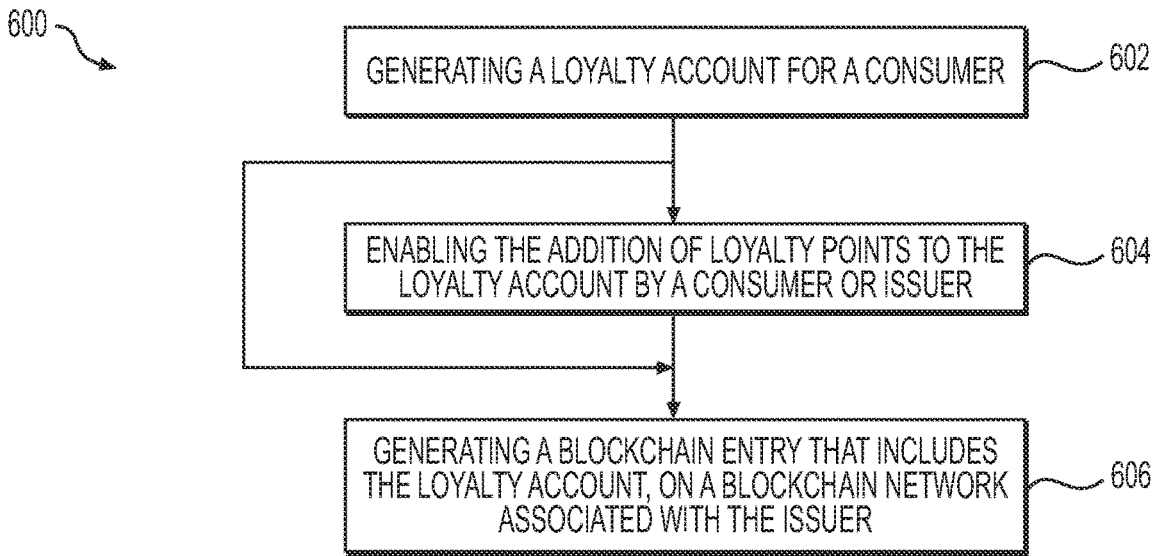 600
GENERATING A LOYALTY ACCOUNT FOR A CONSUMER
602
ENABLING THE ADDITION OF LOYALTY POINTS TO THE
LOYALTY ACCOUNT BY A CONSUMER OR ISSUER
604
GENERATING A BLOCKCHAIN ENTRY THAT INCLUDES
THE LOYALTY ACCOUNT, ON A BLOCKCHAIN NETWORK
ASSOCIATED WITH THE ISSUER
606